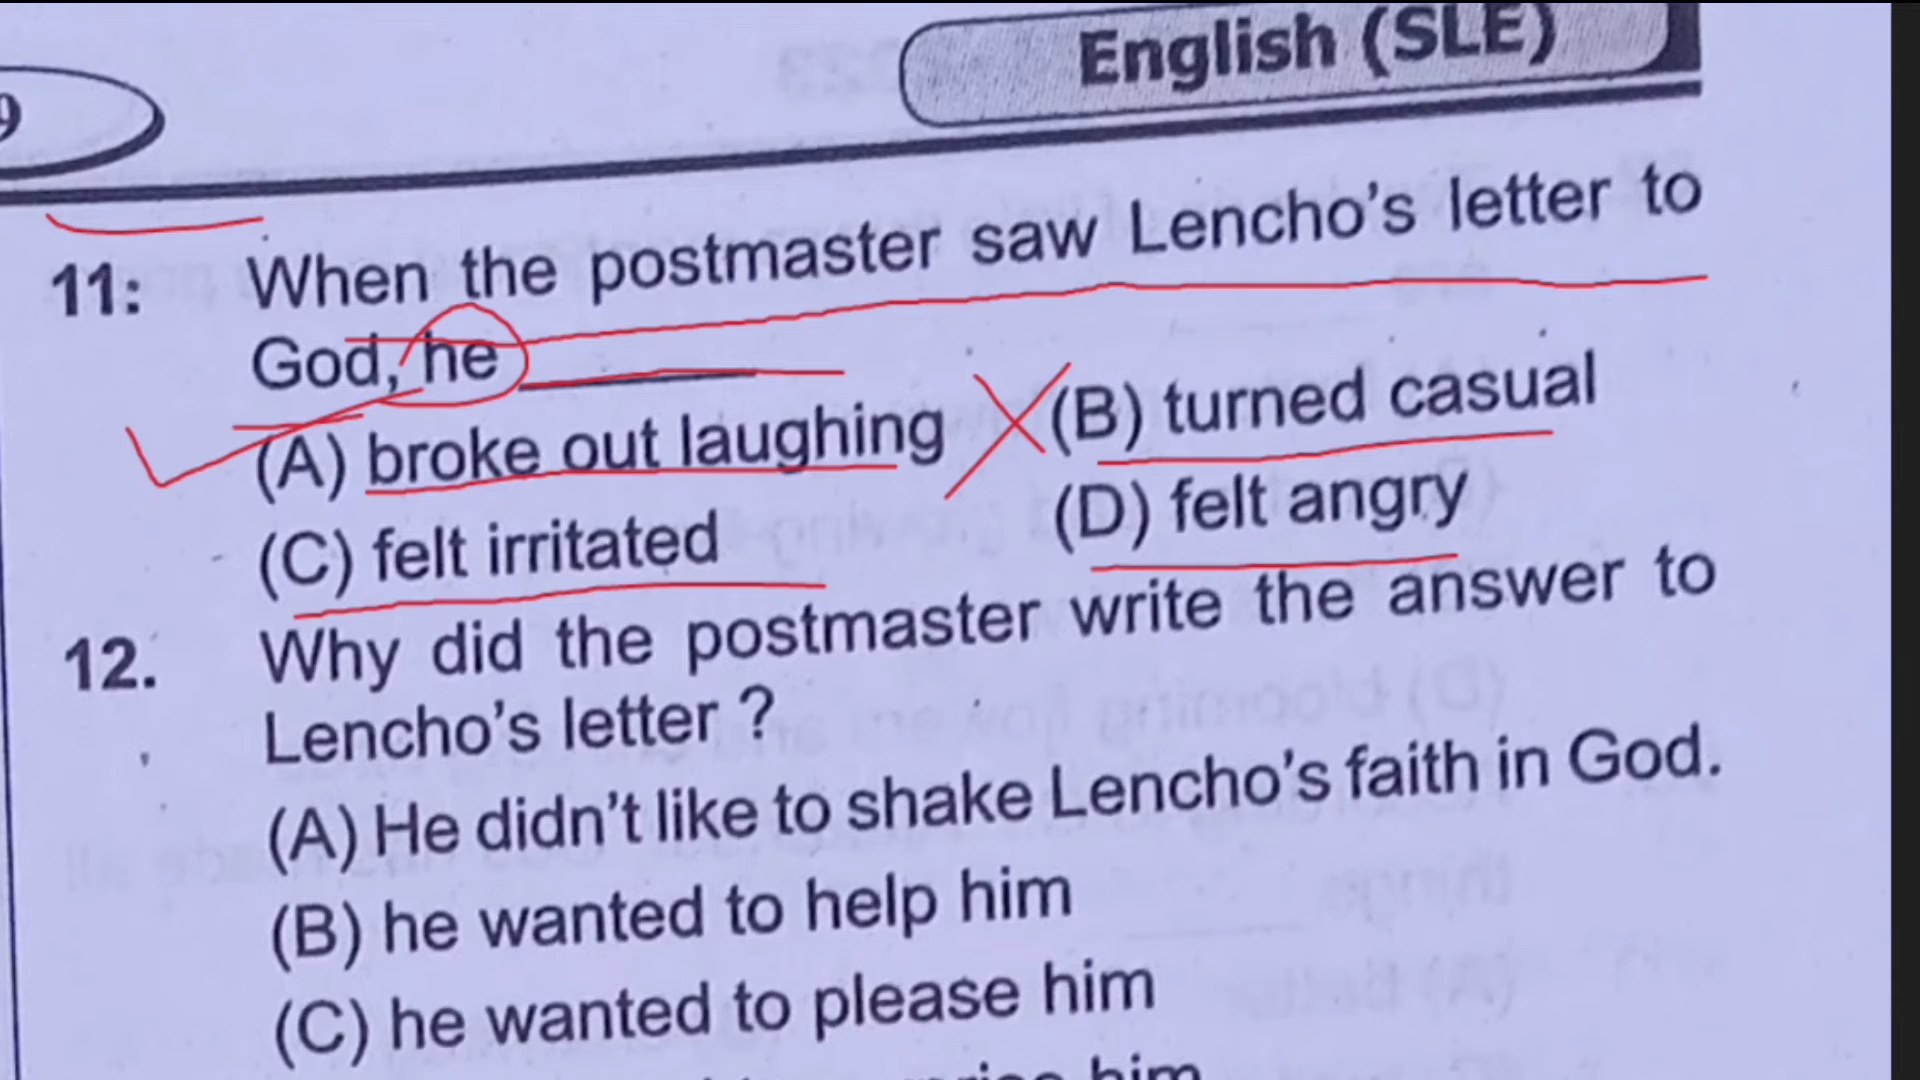 9
English (SLE)
11: When the postmaster saw Lencho's letter to
God, he
(A) broke out laughing (B) turned casual
(C) felt irritated (D) felt angry
12. Why did the postmaster write the answer to
Lencho's letter ?
(A) He didn't like to shake Lencho's faith in God.
(B) he wanted to help him
(C) he wanted to please him
him